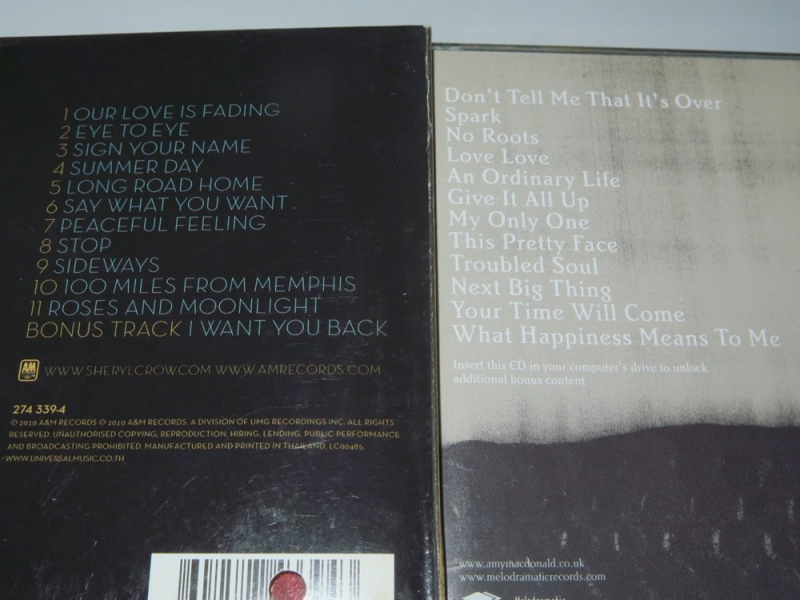 1 OUR LOVE IS FADING
2 EYE TO EYE
3 SIGN YOUR NAME
4 SUMMER DAY
5 LONG ROAD HOME
6 SAY WHAT YOU WANT
7 PEACEFUL FEELING
8 STOP
9 SIDEWAYS
10 100 MILES FROM MEMPHIS
11 ROSES AND MOONLIGHT
BONUS TRACK I WANT YOU BACK
AM
WWW.SHERYLCROW.COM WWW.AMRECORDS.COM
274 339-4
℗ 2010 A&M RECORDS © 2010 A&M RECORDS. A DIVISION OF UMG RECORDINGS INC. ALL RIGHTS
RESERVED. UNAUTHORISED COPYING, REPRODUCTION, HIRING, LENDING, PUBLIC PERFORMANCE
AND BROADCASTING PROHIBITED. MANUFACTURED AND PRINTED IN THAILAND. LC00485.
WWW.UNIVERSALMUSIC.CO.TH
Don't Tell Me That It's Over
Spark
No Roots
Love Love
An Ordinary Life
Give It All Up
My Only One
This Pretty Face
Troubled Soul
Next Big Thing
Your Time Will Come
What Happiness Means To Me
Insert this CD in your computer's drive to unlock
additional bonus content
www.amymacdonald.co.uk
www.melodramaticrecords.com
Melodramatic